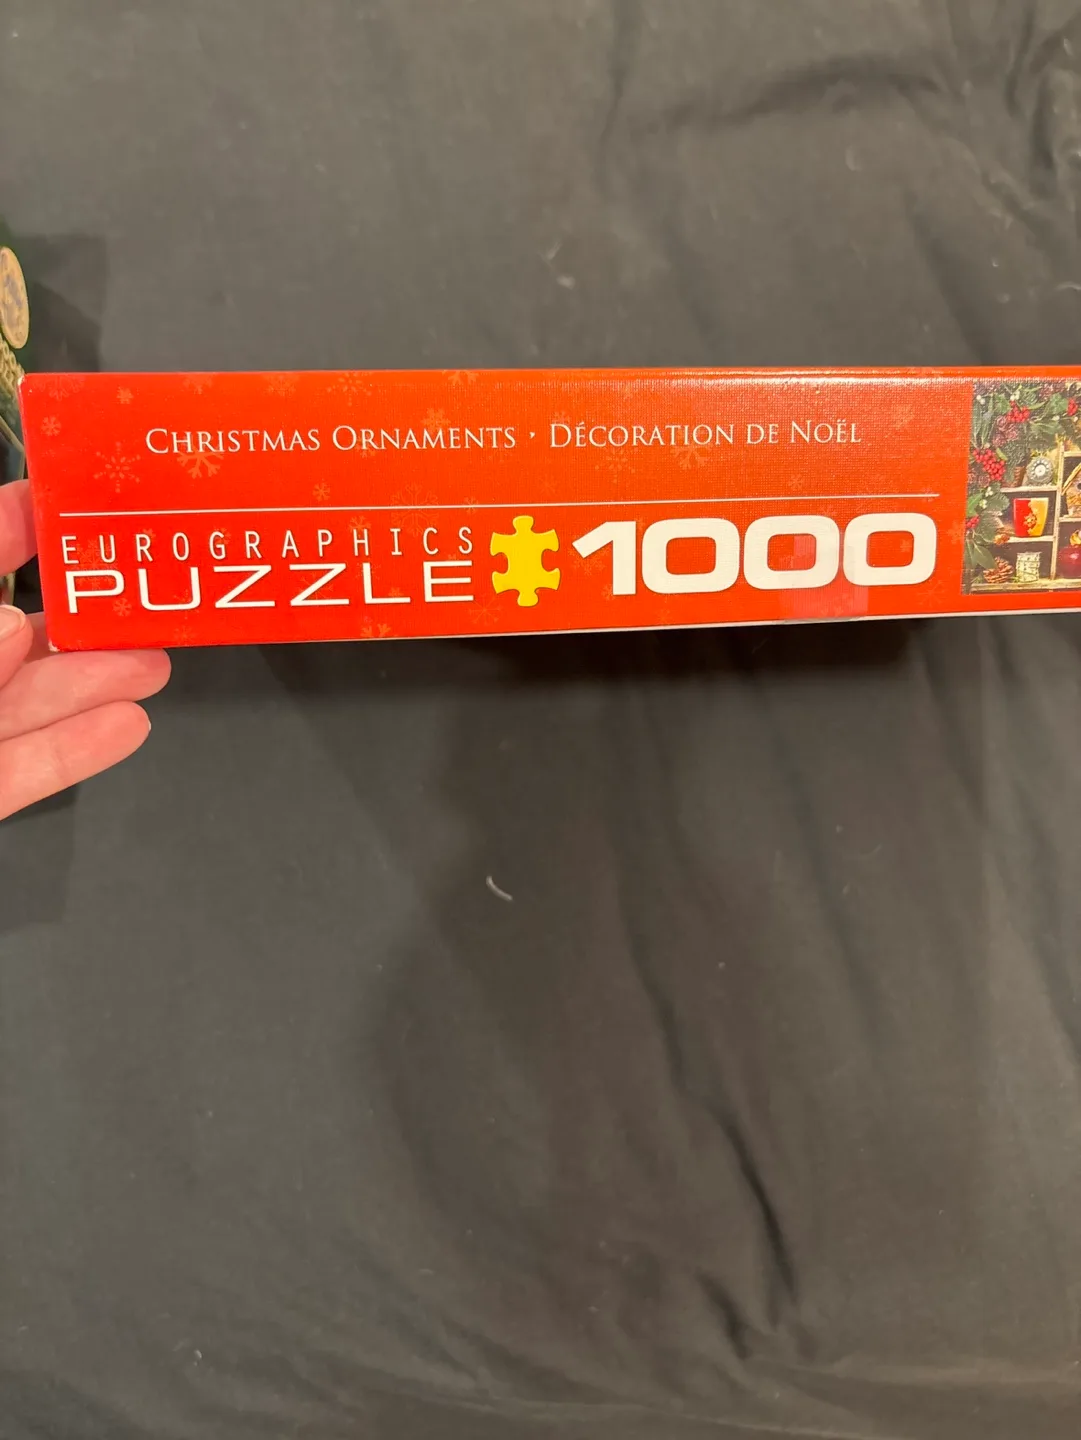 CHRISTMAS ORNAMENTS · DÉCORATION DE NOËL
EUROGRAPHICS
PUZZLE 1000